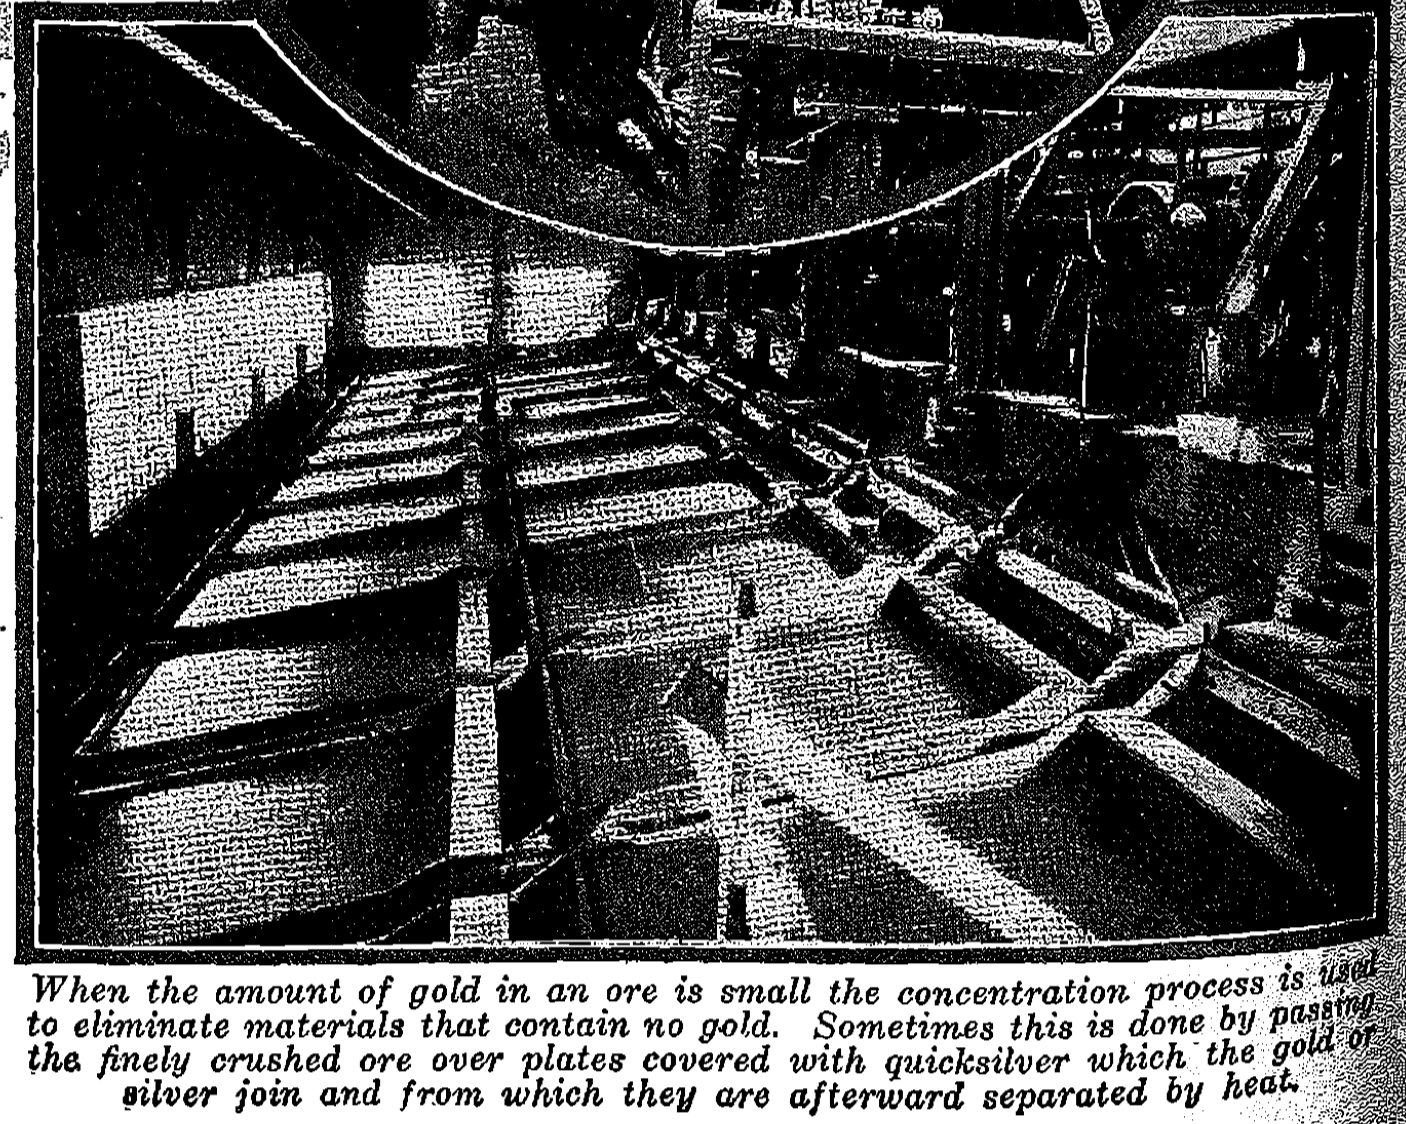 When the amount of gold in an ore is small the concentration process is used
to eliminate materials that contain no gold. Sometimes this is done by passing
the finely crushed ore over plates covered with quicksilver which the gold or
silver join and from which they are afterward separated by heat.